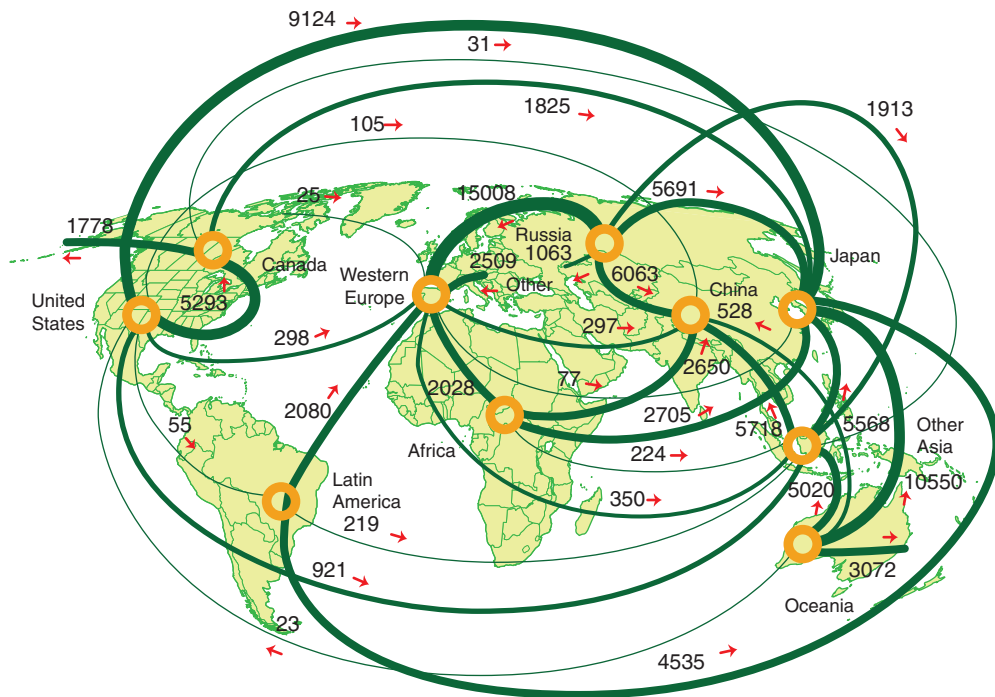 9124
31
105
1825
1913
25
15008
5691
1778
Russia
1063
2509
Canada
Western
Europe
Other
6063
Japan
China
528
United
States
5293
298
297
2650
2028
77
2080
2705
5718
5568
Other
Asia
55
Africa
224
Latin
America
350
5020
10550
219
921
3072
Oceania
23
4535